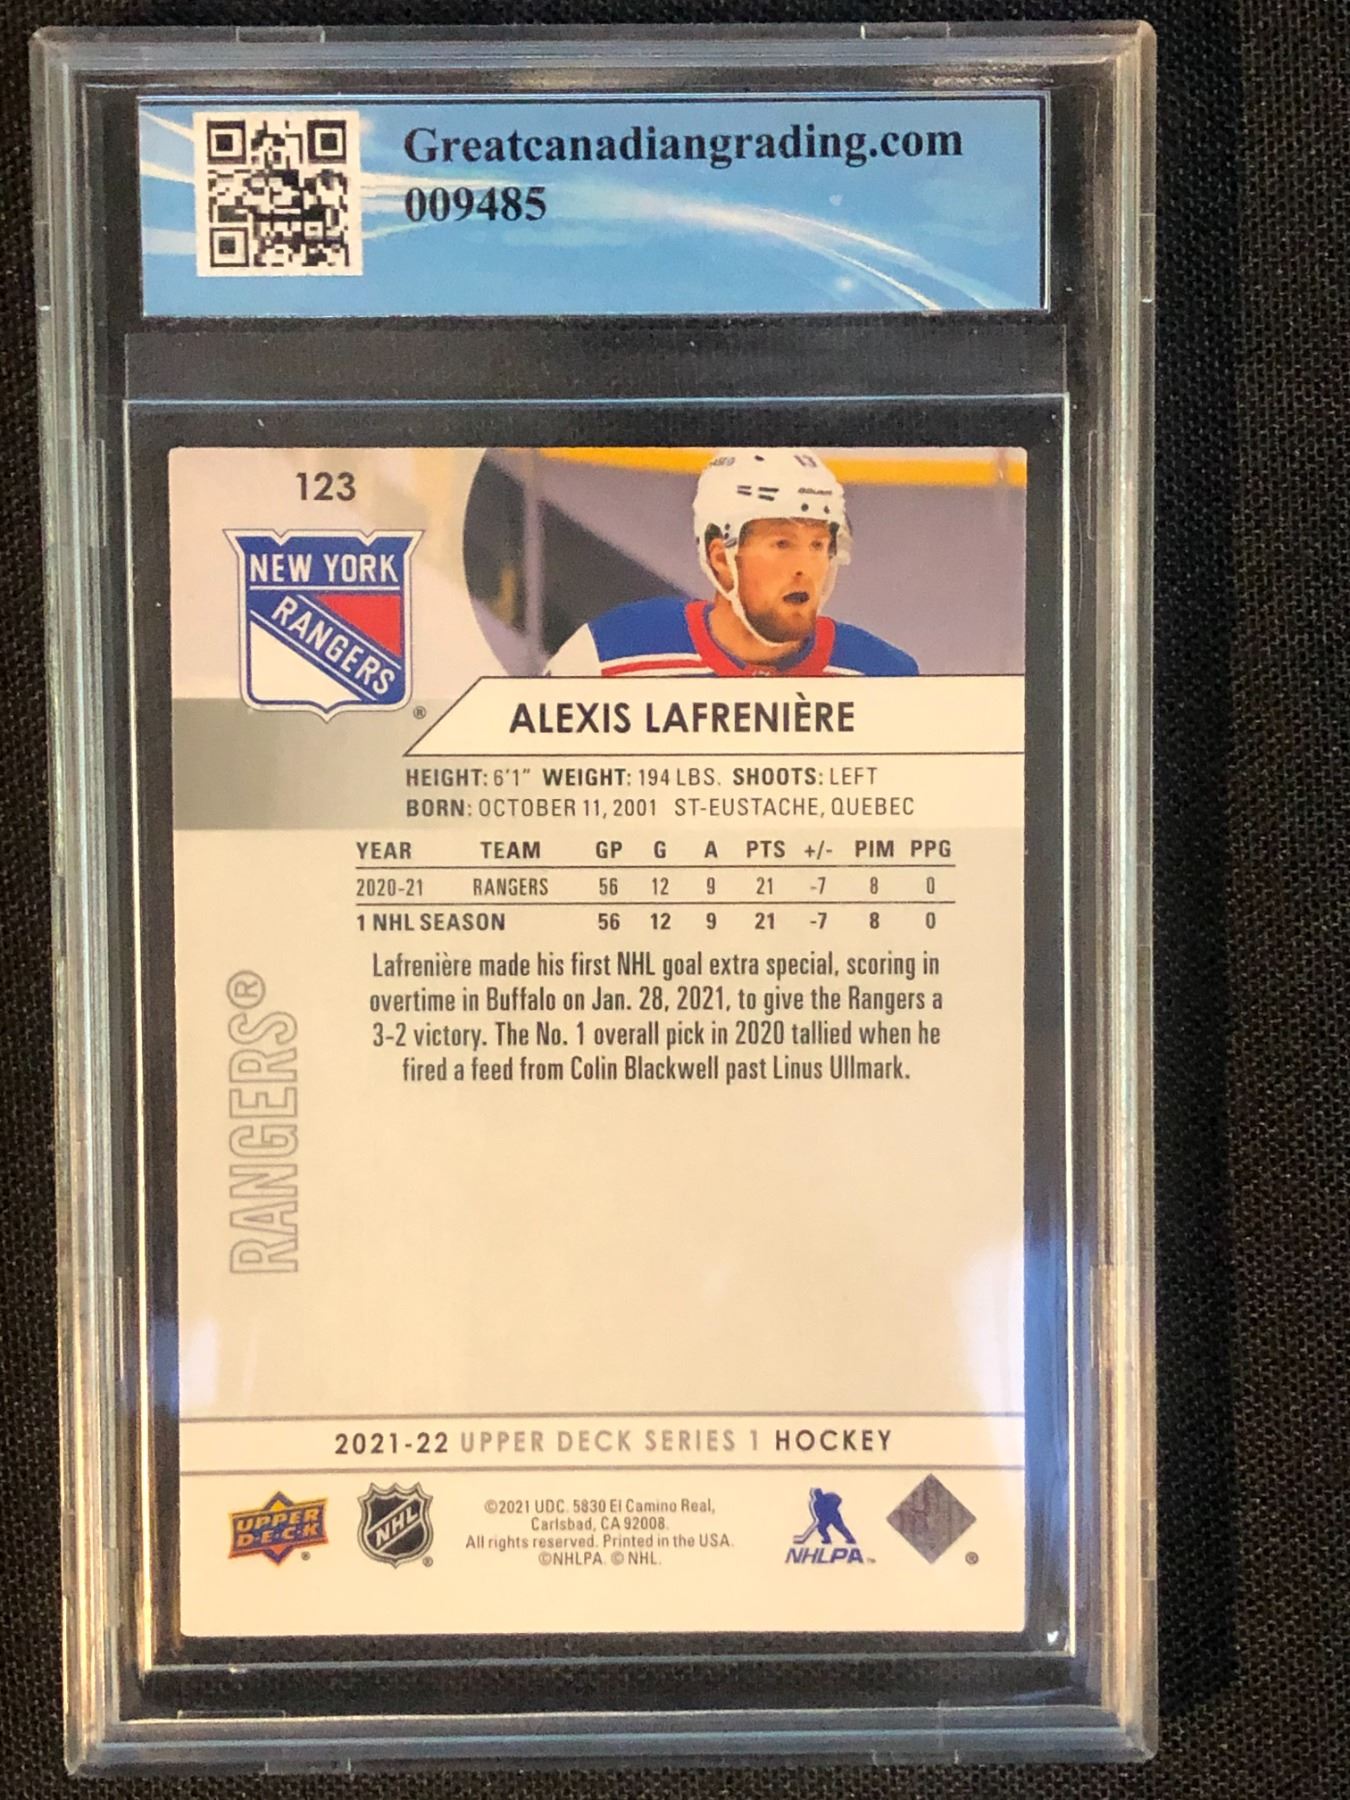 Greatcanadiangrading.com
009485
123
13
BAUER
NEW YORK
RANGERS
®
ALEXIS LAFRENIÈRE
HEIGHT: 6'1" WEIGHT: 194 LBS. SHOOTS: LEFT
BORN: OCTOBER 11, 2001 ST-EUSTACHE, QUEBEC
YEAR TEAM GP G A PTS +/- PIM PPG
2020-21 RANGERS 56 12 9 21 -7 8 0
1 NHL SEASON 56 12 9 21 -7 8 0
Lafrenière made his first NHL goal extra special, scoring in
overtime in Buffalo on Jan. 28, 2021, to give the Rangers a
3-2 victory. The No. 1 overall pick in 2020 tallied when he
fired a feed from Colin Blackwell past Linus Ullmark.
RANGERS®
2021-22 UPPER DECK SERIES 1 HOCKEY
UPPER
D·E·C·K
®
NHL
®
©2021 UDC. 5830 El Camino Real,
Carlsbad, CA 92008.
All rights reserved. Printed in the USA.
©NHLPA. © NHL.
NHLPA™
®